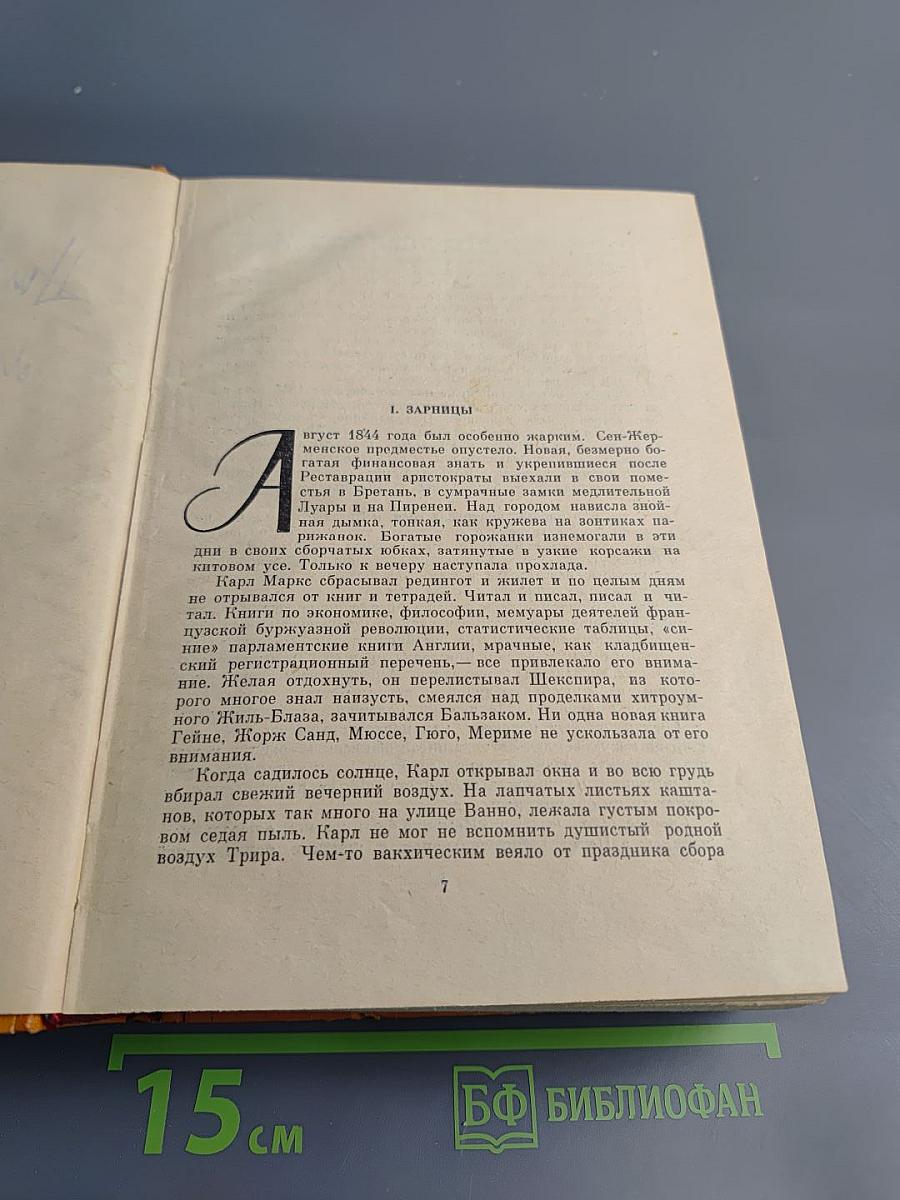 I. ЗАРНИЦЫ
Август 1844 года был особенно жарким. Сен-Жер-
менское предместье опустело. Новая, безмерно бо-
гатая финансовая знать и укрепившиеся после
Реставрации аристократы выехали в свои поме-
стья в Бретань, в сумрачные замки медлительной
Луары и на Пиренеи. Над городом нависла зной-
ная дымка, тонкая, как кружева на зонтиках па-
рижанок. Богатые горожанки изнемогали в эти
дни в своих сборчатых юбках, затянутые в узкие корсажи на
китовом усе. Только к вечеру наступала прохлада.
Карл Маркс сбрасывал редингот и жилет и по целым дням
не отрывался от книг и тетрадей. Читал и писал, писал и чи-
тал. Книги по экономике, философии, мемуары деятелей фран-
цузской буржуазной революции, статистические таблицы, «си-
ние» парламентские книги Англии, мрачные, как кладбищен-
ский регистрационный перечень,— все привлекало его внима-
ние. Желая отдохнуть, он перелистывал Шекспира, из кото-
рого многое знал наизусть, смеялся над проделками хитроум-
ного Жиль-Блаза, зачитывался Бальзаком. Ни одна новая книга
Гейне, Жорж Санд, Мюссе, Гюго, Мериме не ускользала от его
внимания.
Когда садилось солнце, Карл открывал окна и во всю грудь
вбирал свежий вечерний воздух. На лапчатых листьях кашта-
нов, которых так много на улице Ванно, лежала густым покро-
вом седая пыль. Карл не мог не вспомнить душистый родной
воздух Трира. Чем-то вакхическим веяло от праздника сбора
7
15 см
БФ БИБЛИОФАН